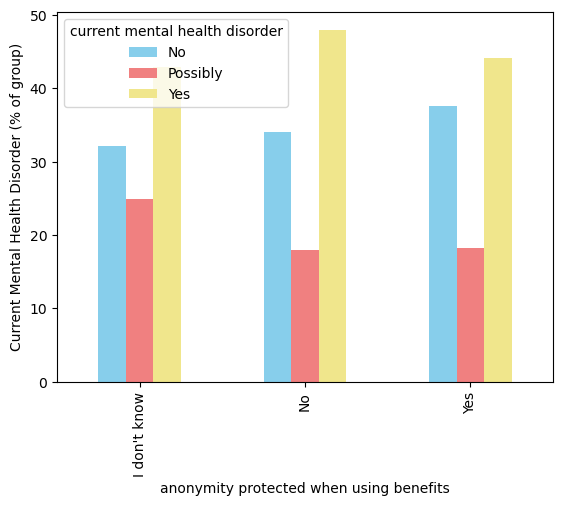 current mental health disorder
No
Possibly
Yes
Current Mental Health Disorder (% of group)
50
40
30
20
10
0
I don't know
No
Yes
anonymity protected when using benefits